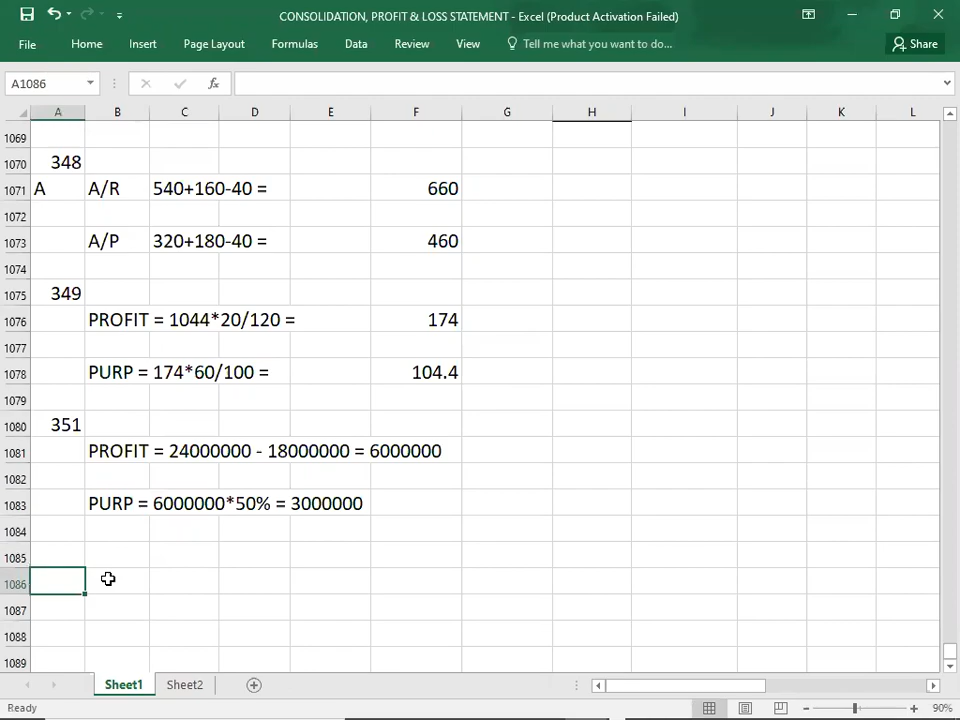 CONSOLIDATION, PROFIT & LOSS STATEMENT - Excel (Product Activation Failed)
File Home Insert Page Layout Formulas Data Review View Tell me what you want to do... Share
A1086 fx
A B C D E F G H I J K L
1069
1070 348
1071 A A/R 540+160-40 = 660
1072
1073 A/P 320+180-40 = 460
1074
1075 349
1076 PROFIT = 1044*20/120 = 174
1077
1078 PURP = 174*60/100 = 104.4
1079
1080 351
1081 PROFIT = 24000000 - 18000000 = 6000000
1082
1083 PURP = 6000000*50% = 3000000
1084
1085
1086
1087
1088
1089
Sheet1 Sheet2
Ready 90%